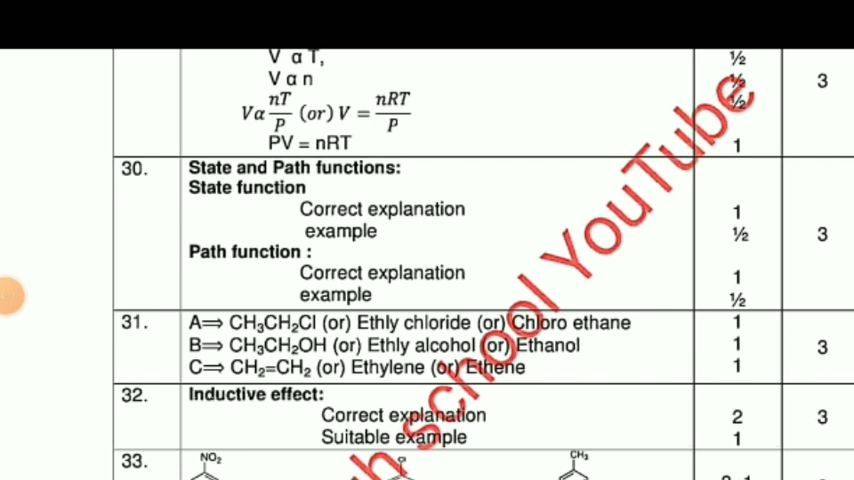 V α T, ½
V α n ½ 3
Vα nT/P (or) V = nRT/P ½
PV = nRT 1
30. State and Path functions:
State function
Correct explanation 1
example ½ 3
Path function :
Correct explanation 1
example ½
31. A⟹ CH₃CH₂Cl (or) Ethly chloride (or) Chloro ethane 1
B⟹ CH₃CH₂OH (or) Ethly alcohol (or) Ethanol 1 3
C⟹ CH₂=CH₂ (or) Ethylene (or) Ethene 1
32. Inductive effect:
Correct explanation 2 3
Suitable example 1
33. NO₂ CH₃
school YouTube